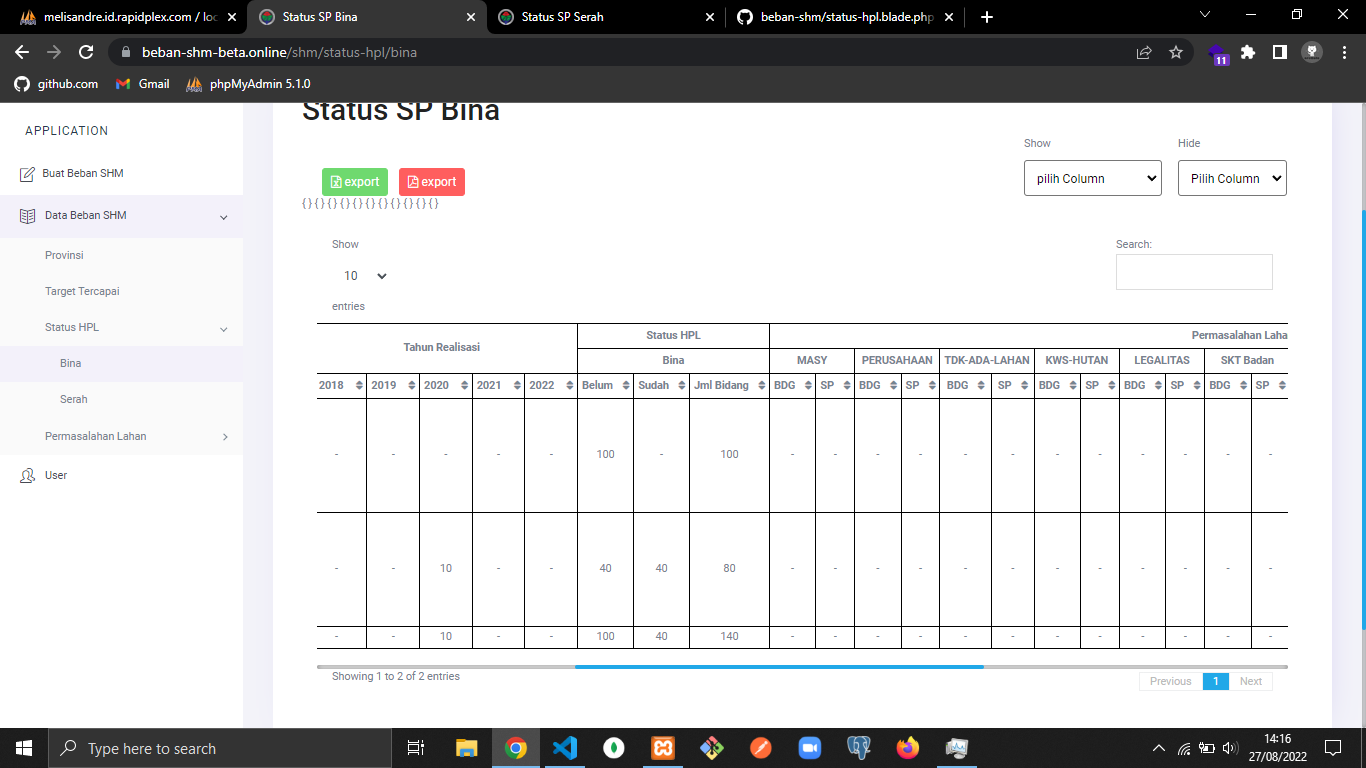 melisandre.id.rapidplex.com / loc
Status SP Bina
Status SP Serah
beban-shm/status-hpl.blade.php
beban-shm-beta.online/shm/status-hpl/bina
11
github.com
Gmail
phpMyAdmin 5.1.0
APPLICATION
Buat Beban SHM
Data Beban SHM
Provinsi
Target Tercapai
Status HPL
Bina
Serah
Permasalahan Lahan
User
Status SP Bina
Show
Hide
pilih Column
Pilih Column
export
export
{}{}{}{}{}{}{}{}{}{}{}
Show
10
entries
Search:
Tahun Realisasi
Status HPL
Permasalahan Laha
Bina
MASY
PERUSAHAAN
TDK-ADA-LAHAN
KWS-HUTAN
LEGALITAS
SKT Badan
2018 2019 2020 2021 2022 Belum Sudah Jml Bidang BDG SP BDG SP BDG SP BDG SP BDG SP BDG SP
- - - - - 100 - 100 - - - - - - - - - - - -
- - 10 - - 40 40 80 - - - - - - - - - - - -
- - 10 - - 100 40 140 - - - - - - - - - - - -
Showing 1 to 2 of 2 entries
Previous 1 Next
Type here to search
14:16
27/08/2022